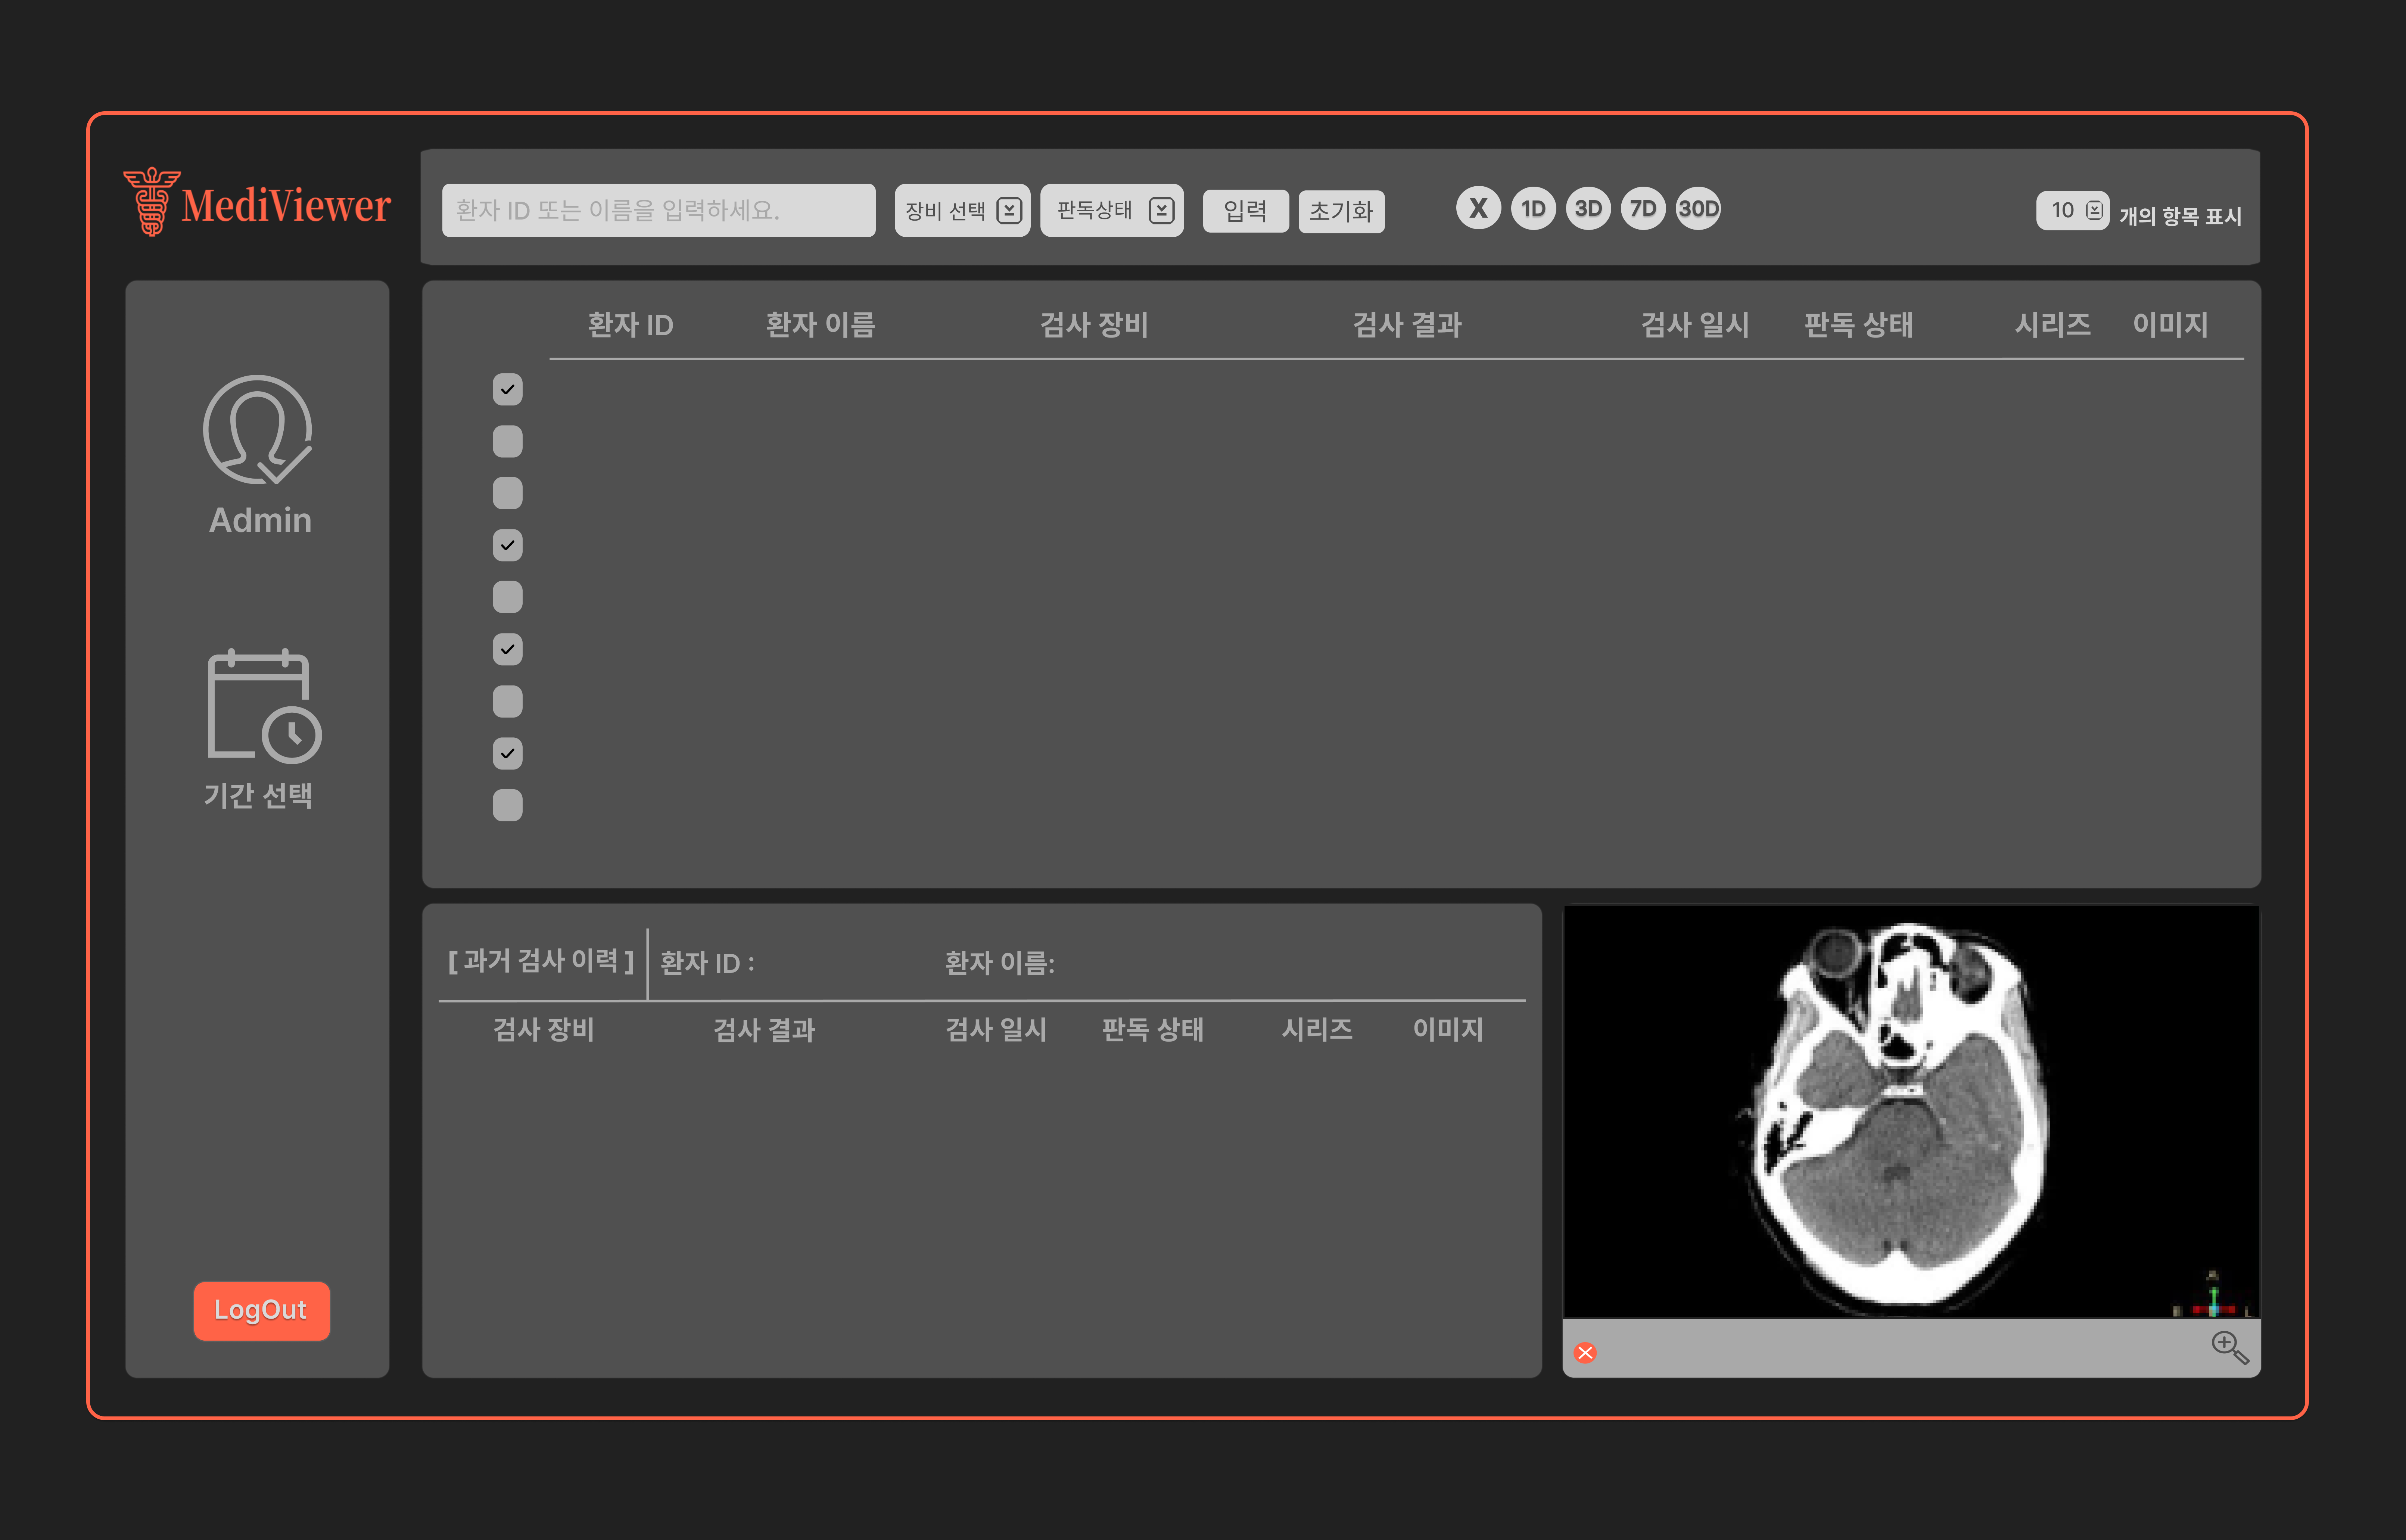 MediViewer
환자 ID 또는 이름을 입력하세요. 장비 선택 판독상태 입력 초기화 X 1D 3D 7D 30D 10 개의 항목 표시
환자 ID 환자 이름 검사 장비 검사 결과 검사 일시 판독 상태 시리즈 이미지
Admin
기간 선택
LogOut
[ 과거 검사 이력 ] 환자 ID : 환자 이름:
검사 장비 검사 결과 검사 일시 판독 상태 시리즈 이미지